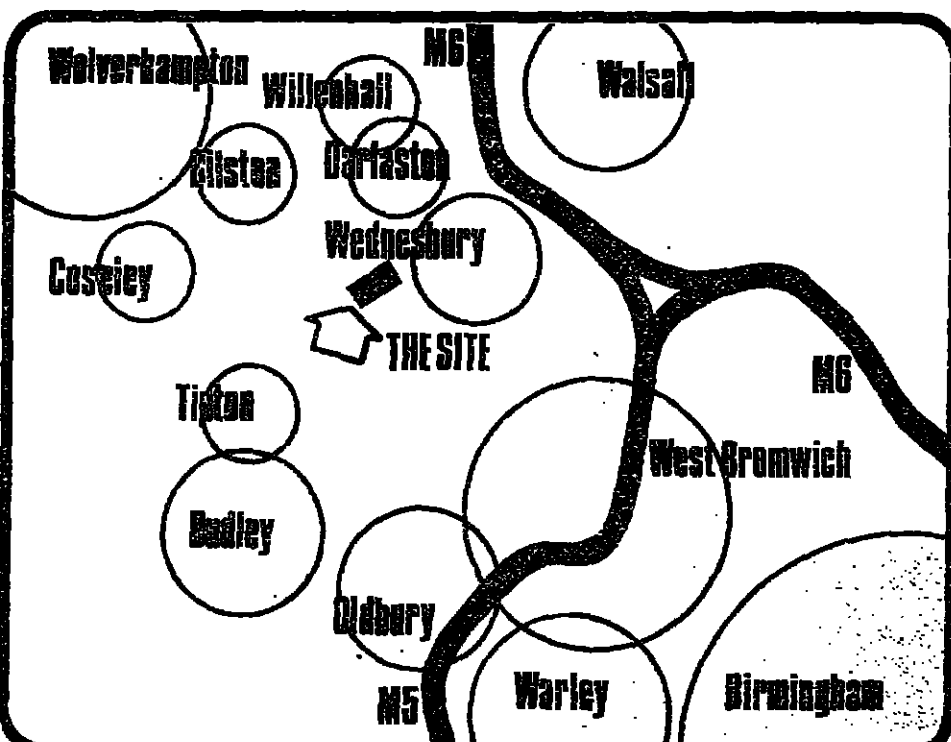 M6
Wolverhampton
Willenhall
Walsall
Bilston
Darlaston
Wednesbury
Coseley
THE SITE
M6
Tipton
West Bromwich
Dudley
Oldbury
Warley
Birmingham
M5